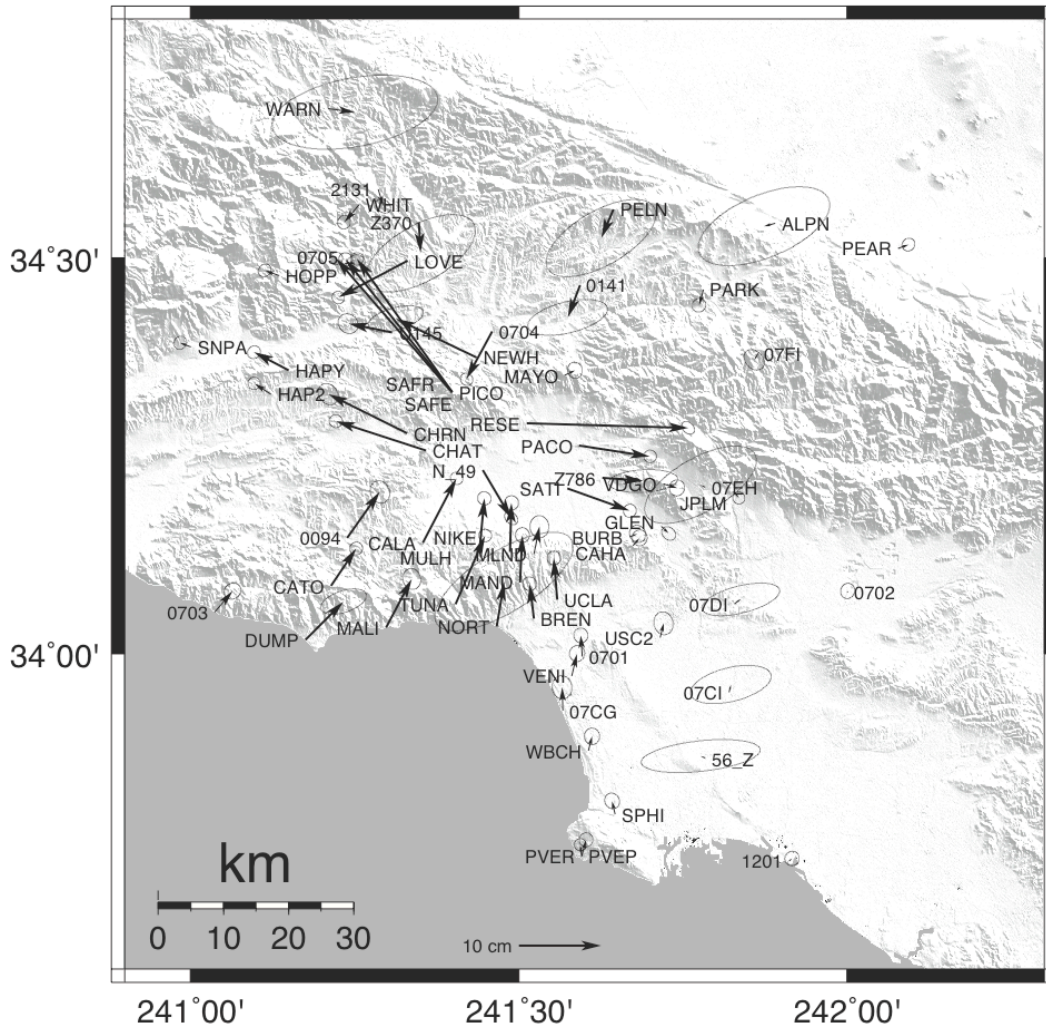 WARN
2131
WHIT
Z370
PELN
ALPN
PEAR
34°30'
0705
LOVE
HOPP
0141
PARK
0145
0704
SNPA
NEWH
07FI
HAPY
MAYO
SAFR
HAP2
PICO
SAFE
RESE
CHRN
PACO
CHAT
N_49
Z786
VDGO
SATI
07EH
JPLM
GLEN
0094
CALA
NIKE
BURB
MULH
MLND
CAHA
CATO
MAND
0702
TUNA
UCLA
07DI
0703
BREN
DUMP
MALI
NORT
USC2
34°00'
0701
VENI
07CI
07CG
WBCH
56_Z
SPHI
PVER
PVEP
1201
km
0
10
20
30
10 cm
241°00'
241°30'
242°00'